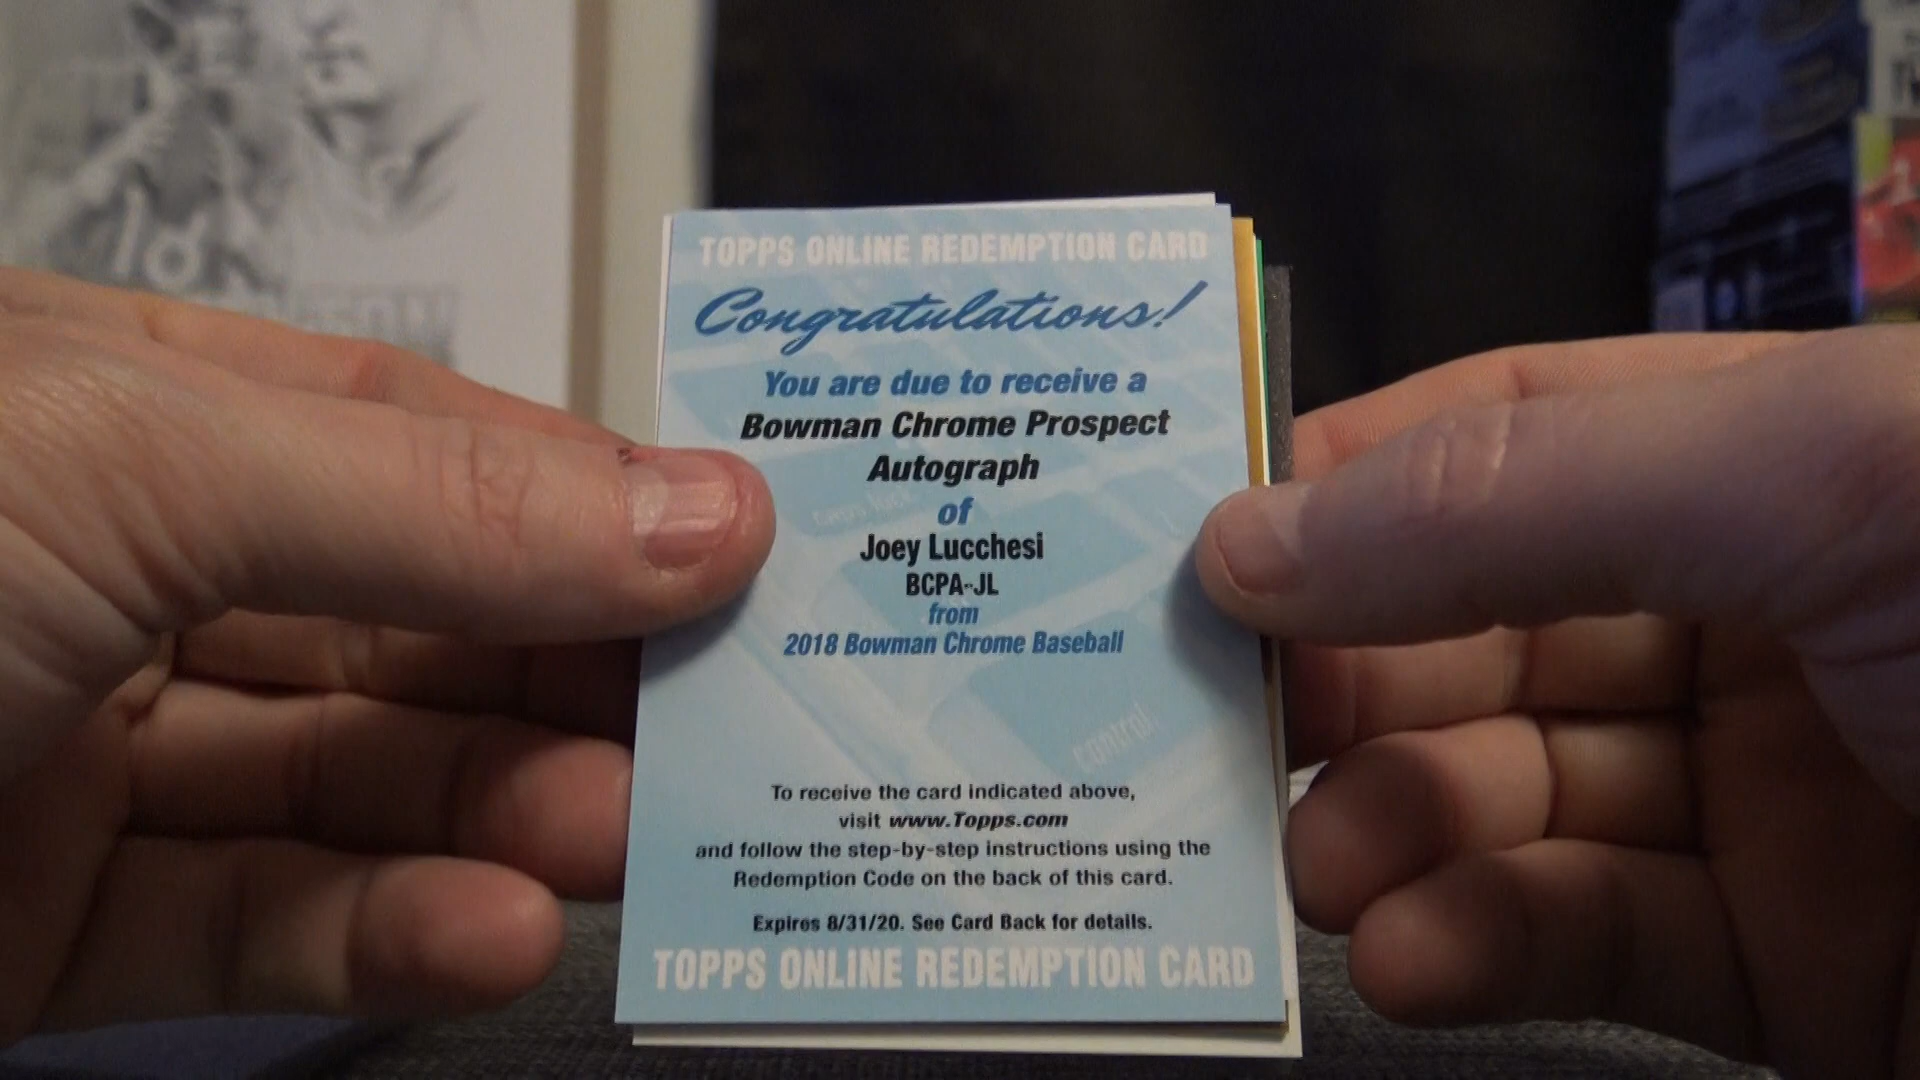 TOPPS ONLINE REDEMPTION CARD
Congratulations!
You are due to receive a
Bowman Chrome Prospect
Autograph
of
Joey Lucchesi
BCPA-JL
from
2018 Bowman Chrome Baseball
control
To receive the card indicated above,
visit www.Topps.com
and follow the step-by-step instructions using the
Redemption Code on the back of this card.
Expires 8/31/20. See Card Back for details.
TOPPS ONLINE REDEMPTION CARD